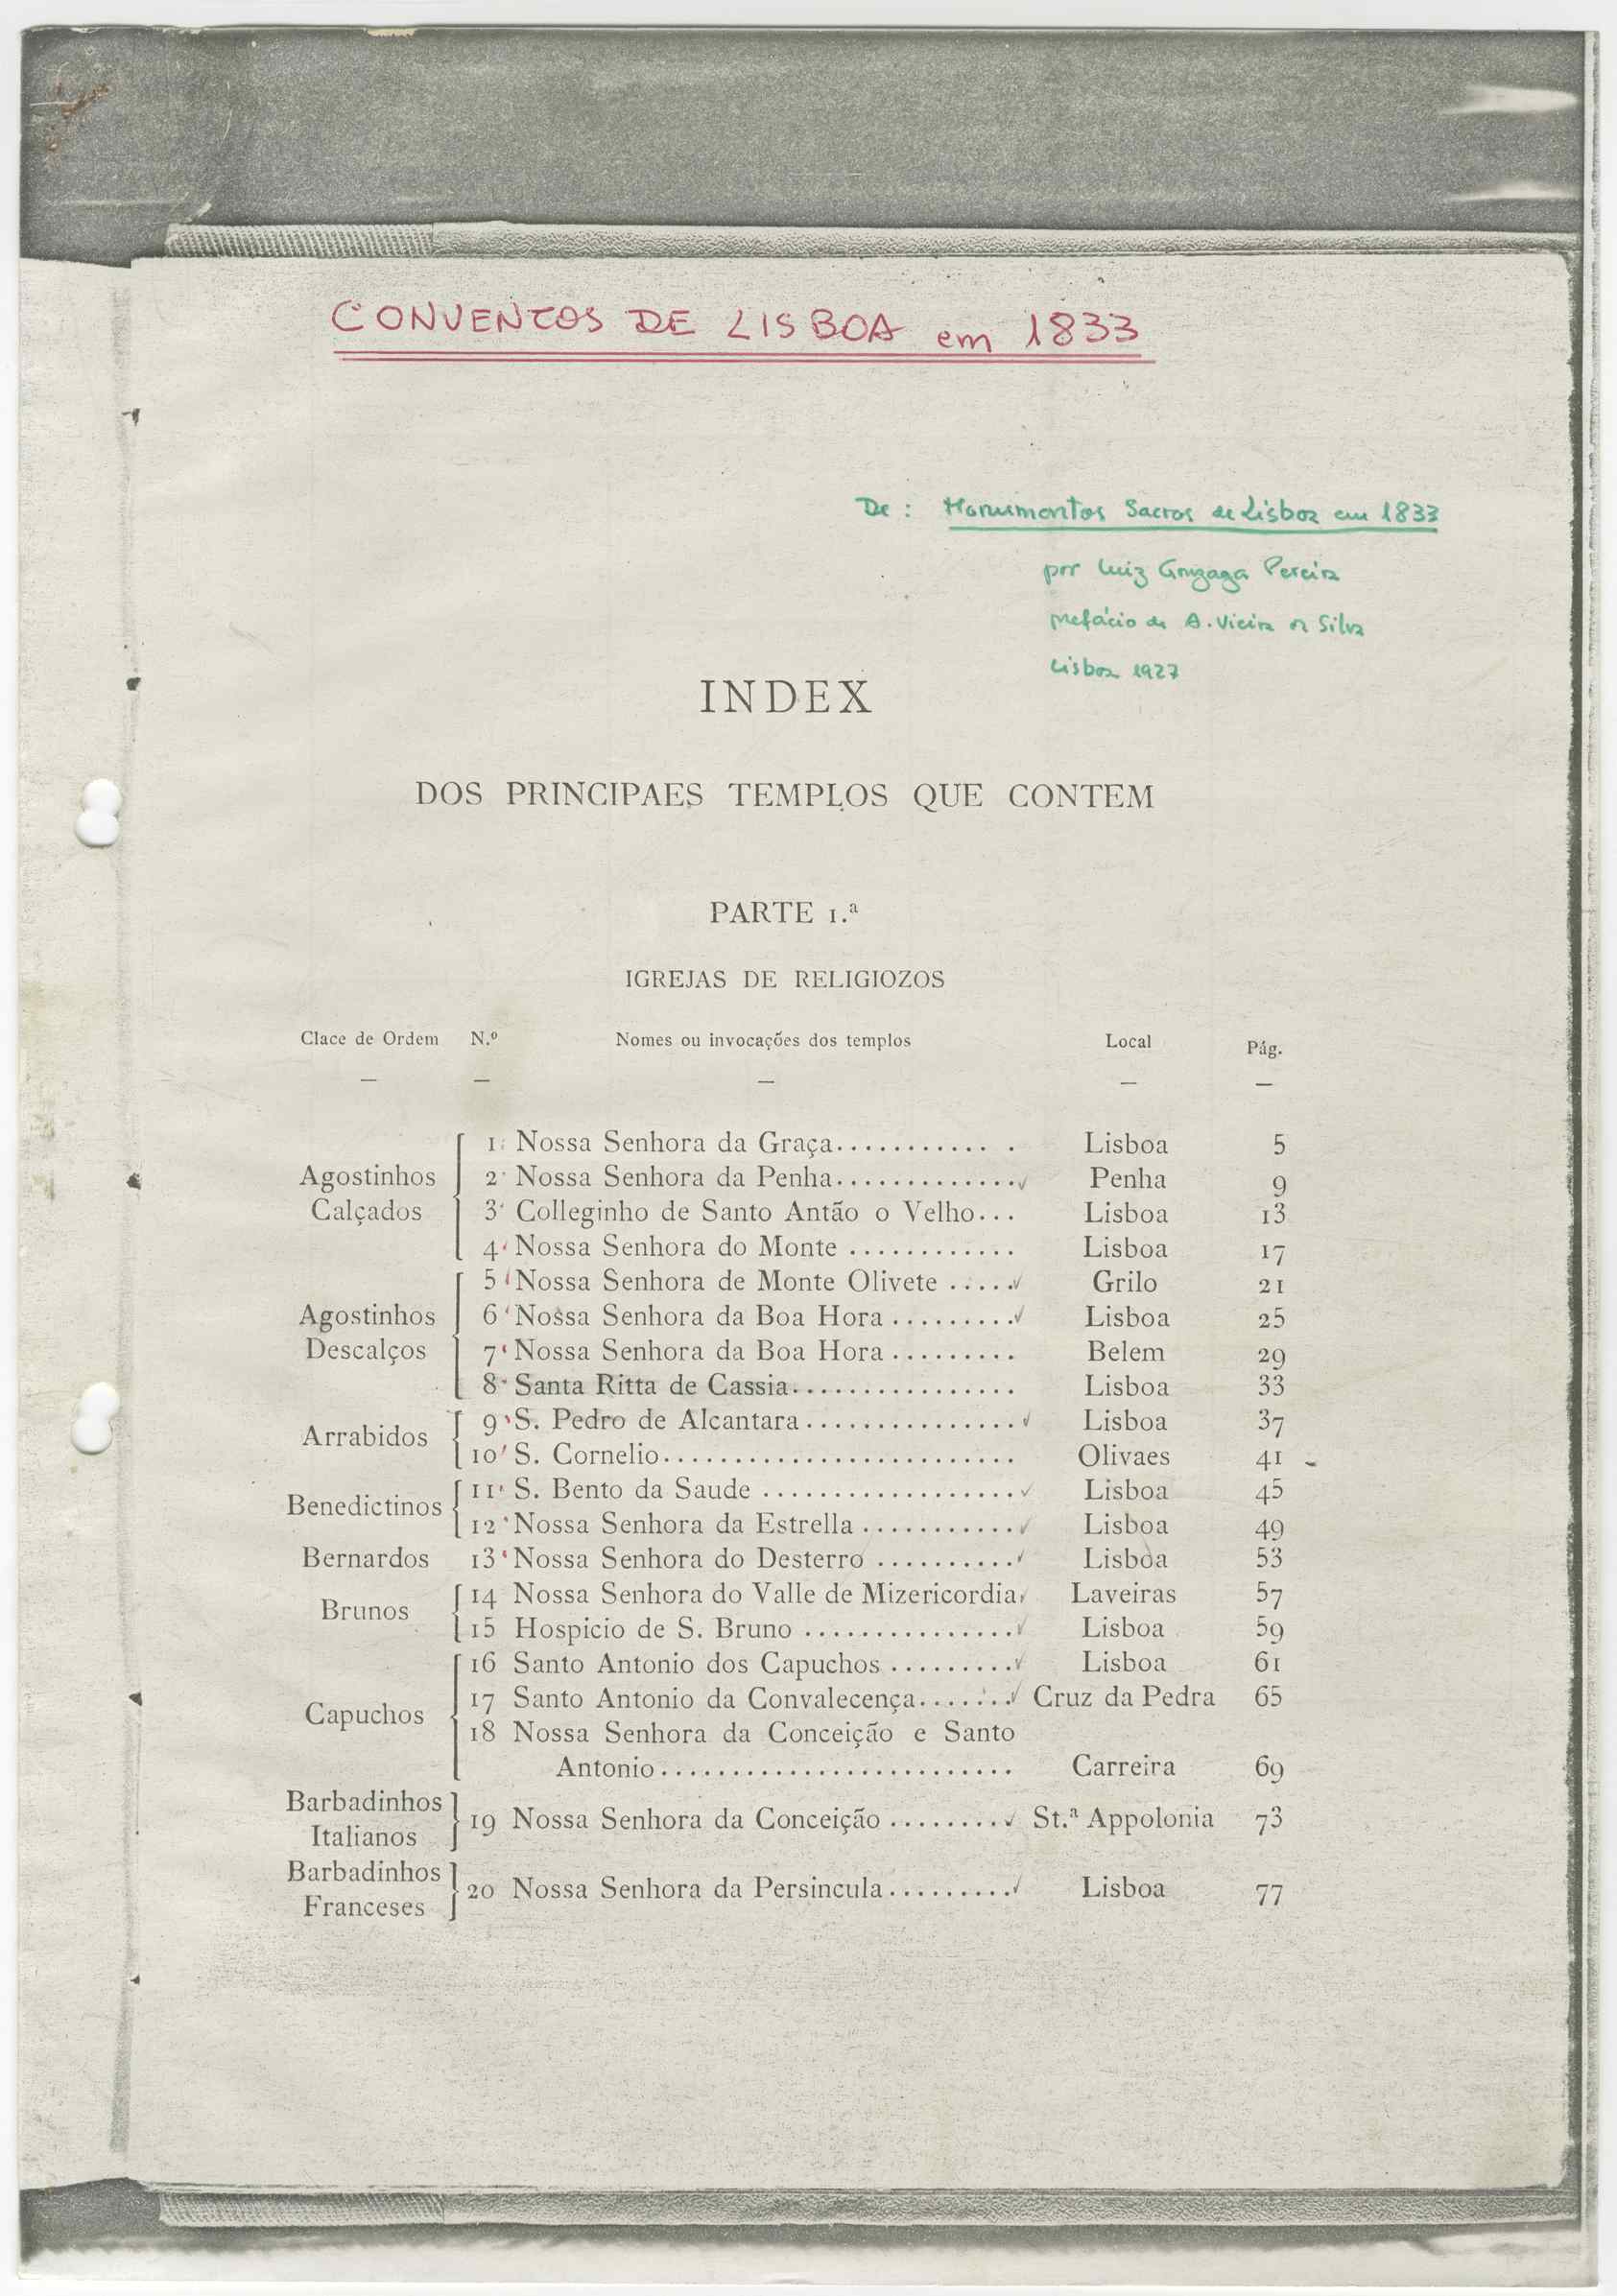 CONVENTOS DE LISBOA em 1833
De : Monumentos Sacros de Lisboa em 1833
por Luiz Gonzaga Pereira
prefácio de A. Vieira da Silva
Lisboa 1927
INDEX
DOS PRINCIPAES TEMPLOS QUE CONTEM
PARTE 1.ª
IGREJAS DE RELIGIOZOS
Clace de Ordem N.º Nomes ou invocações dos templos Local Pág.
Agostinhos Calçados
1 Nossa Senhora da Graça............ . Lisboa 5
2 Nossa Senhora da Penha............. Penha 9
3 Colleginho de Santo Antão o Velho... Lisboa 13
4 Nossa Senhora do Monte ............ Lisboa 17
Agostinhos Descalços
5 Nossa Senhora de Monte Olivete ..... Grilo 21
6 Nossa Senhora da Boa Hora ......... Lisboa 25
7 Nossa Senhora da Boa Hora ......... Belem 29
8 Santa Ritta de Cassia................ Lisboa 33
Arrabidos
9 S. Pedro de Alcantara ................ Lisboa 37
10 S. Cornelio......................... Olivaes 41
Benedictinos
11 S. Bento da Saude .................. Lisboa 45
12 Nossa Senhora da Estrella ........... Lisboa 49
Bernardos 13 Nossa Senhora do Desterro .......... Lisboa 53
Brunos
14 Nossa Senhora do Valle de Mizericordia Laveiras 57
15 Hospicio de S. Bruno ............... Lisboa 59
Capuchos
16 Santo Antonio dos Capuchos ......... Lisboa 61
17 Santo Antonio da Convalecença....... Cruz da Pedra 65
18 Nossa Senhora da Conceição e Santo
Antonio......................... Carreira 69
Barbadinhos Italianos
19 Nossa Senhora da Conceição ......... St.ª Appolonia 73
Barbadinhos Franceses
20 Nossa Senhora da Persincula......... Lisboa 77